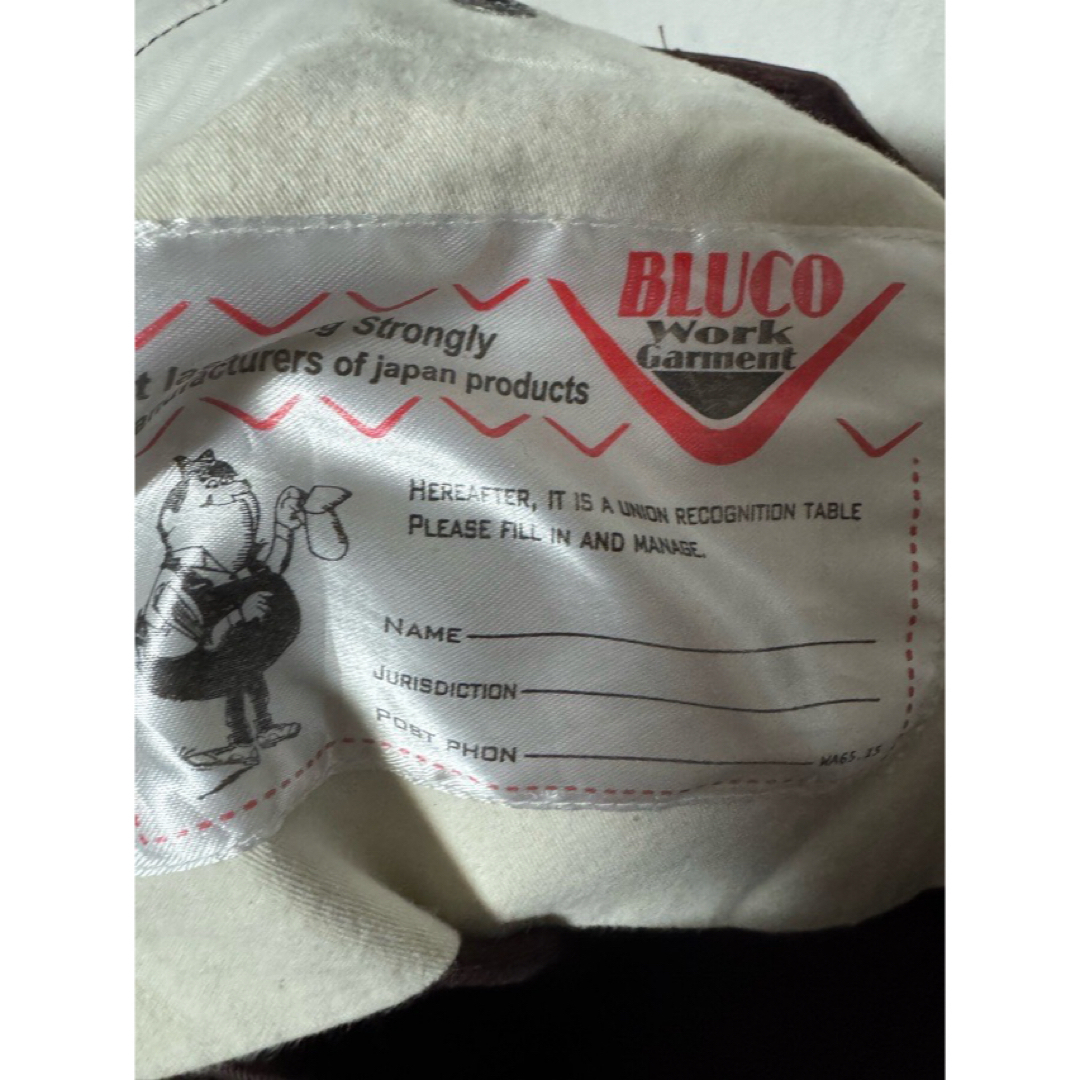 BLUCO
Work
Garment
Strongly
of japan products
HEREAFTER, IT IS A UNION RECOGNITION TABLE
PLEASE FILL IN AND MANAGE.
NAME
JURISDICTION
POST PHON